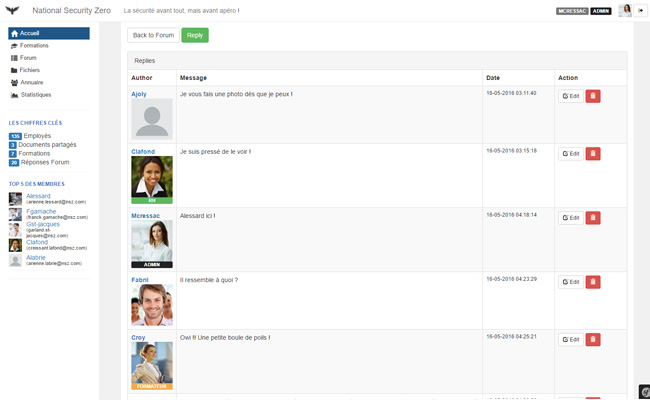 National Security Zero
La sécurité avant tout, mais avant apéro !
MCRESSAC ADMIN
Accueil
Formations
Forum
Fichiers
Annuaire
Statistiques
LES CHIFFRES CLÉS
135 Employés
3 Documents partagés
7 Formations
20 Réponses Forum
TOP 5 DES MEMBRES
Alessard
(arienne.lessard@nsz.com)
Fgamache
(franck.gamache@nsz.com)
Gst-jacques
(garland.st-
jacques@nsz.com)
Clafond
(croissant.lafond@nsz.com)
Alabrie
(arienne.labrie@nsz.com)
Back to Forum Reply
Replies
Author Message Date Action
Ajoly Je vous fais une photo dès que je peux ! 16-05-2016 03:11:40 Edit
Clafond Je suis pressé de le voir ! 16-05-2016 03:15:18 Edit
Mcressac Alessard ici ! 16-05-2016 04:18:14 Edit
ADMIN
Fabril Il ressemble à quoi ? 16-05-2016 04:23:29 Edit
Croy Owi !! Une petite boule de poils ! 16-05-2016 04:25:21 Edit
FORMATEUR